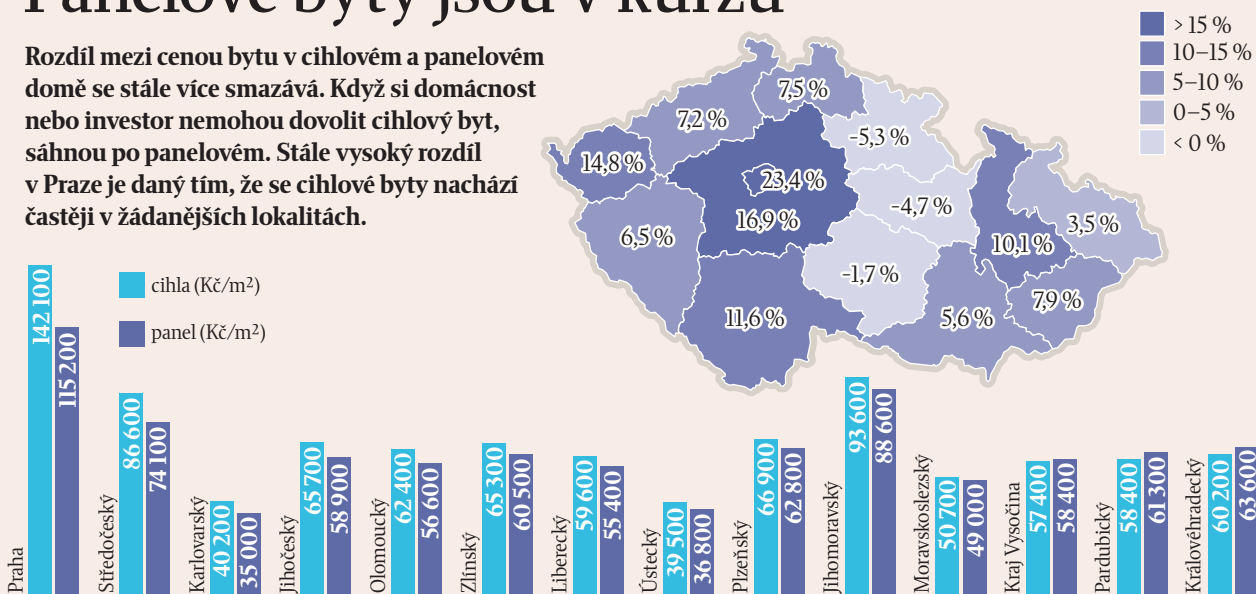 Panelové byty jsou v kurzu
Rozdíl mezi cenou bytu v cihlovém a panelovém
domě se stále více smazává. Když si domácnost
nebo investor nemohou dovolit cihlový byt,
sáhnou po panelovém. Stále vysoký rozdíl
v Praze je daný tím, že se cihlové byty nachází
častěji v žádanějších lokalitách.
> 15 %
10–15 %
5–10 %
0–5 %
< 0 %
7,5 %
7,2 %
-5,3 %
14,8 %
23,4 %
-4,7 %
16,9 %
3,5 %
6,5 %
10,1 %
-1,7 %
7,9 %
11,6 %
5,6 %
cihla (Kč/m²)
panel (Kč/m²)
Praha
142 100
115 200
Středočeský
86 600
74 100
Karlovarský
40 200
35 000
Jihočeský
65 700
58 900
Olomoucký
62 400
56 600
Zlínský
65 300
60 500
Liberecký
59 600
55 400
Ústecký
39 500
36 800
Plzeňský
66 900
62 800
Jihomoravský
93 600
88 600
Moravskoslezský
50 700
49 000
Kraj Vysočina
57 400
58 400
Pardubický
58 400
61 300
Královéhradecký
60 200
63 600